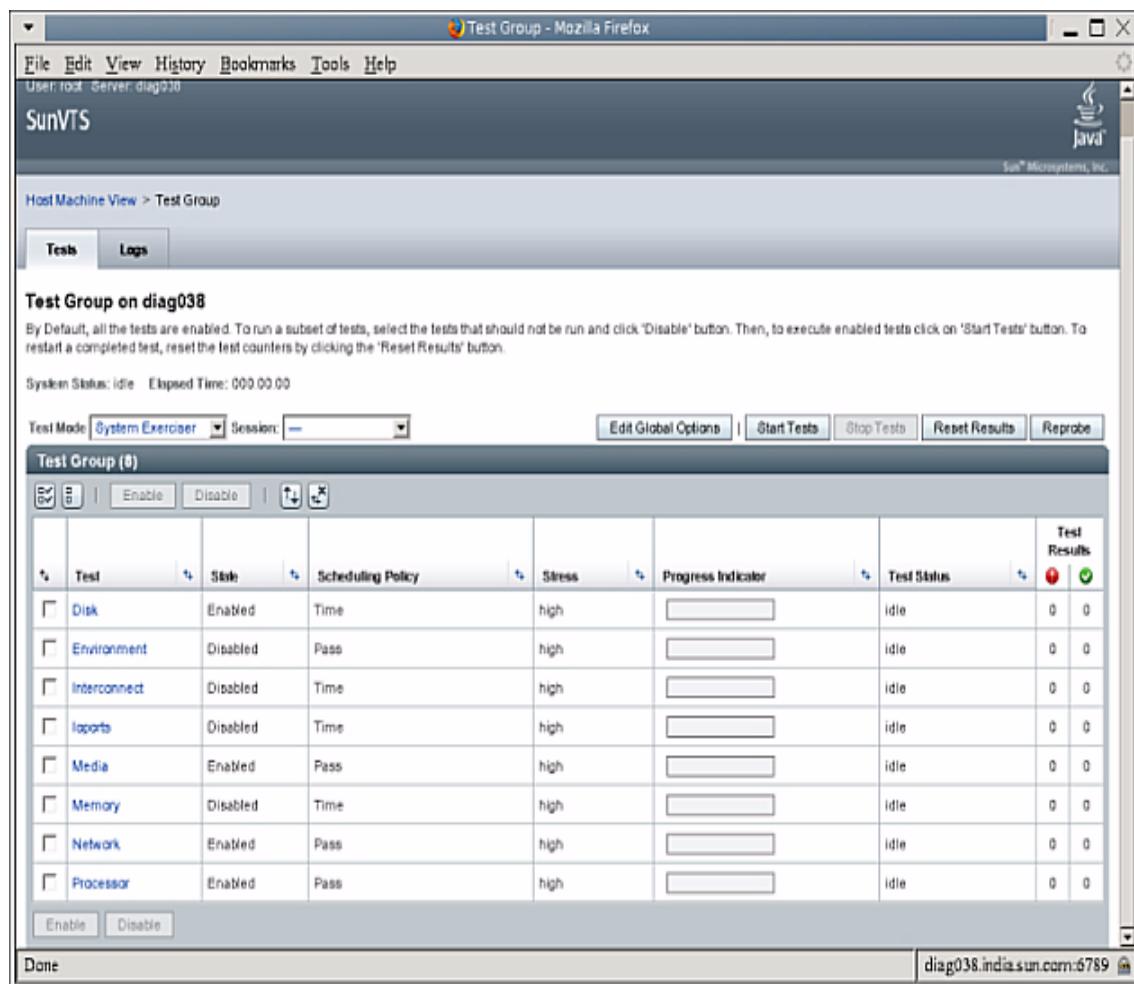 Test Group - Mozilla Firefox
File Edit View History Bookmarks Tools Help
User: root Server: diag038
SunVTS
Java
Sun™ Microsystems, Inc.
Host Machine View > Test Group
Tests Logs
Test Group on diag038
By Default, all the tests are enabled. To run a subset of tests, select the tests that should not be run and click 'Disable' button. Then, to execute enabled tests click on 'Start Tests' button. To
restart a completed test, reset the test counters by clicking the 'Reset Results' button.
System Status: idle Elapsed Time: 000:00:00
Test Mode System Exerciser Session: — Edit Global Options | Start Tests Stop Tests Reset Results Reprobe
Test Group (8)
Enable Disable
Test Results
Test State Scheduling Policy Stress Progress Indicator Test Status
Disk Enabled Time high idle 0 0
Environment Disabled Pass high idle 0 0
Interconnect Disabled Time high idle 0 0
Ioports Disabled Time high idle 0 0
Media Enabled Pass high idle 0 0
Memory Disabled Time high idle 0 0
Network Enabled Pass high idle 0 0
Processor Enabled Pass high idle 0 0
Enable Disable
Done diag038.india.sun.com:6789